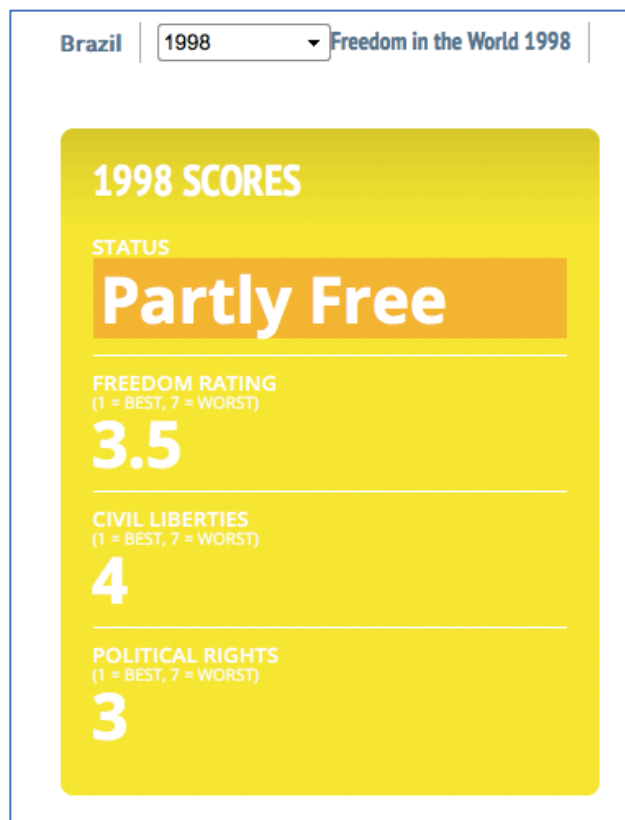 Brazil 1998 Freedom in the World 1998
1998 SCORES
STATUS
Partly Free
FREEDOM RATING
(1 = BEST, 7 = WORST)
3.5
CIVIL LIBERTIES
(1 = BEST, 7 = WORST)
4
POLITICAL RIGHTS
(1 = BEST, 7 = WORST)
3